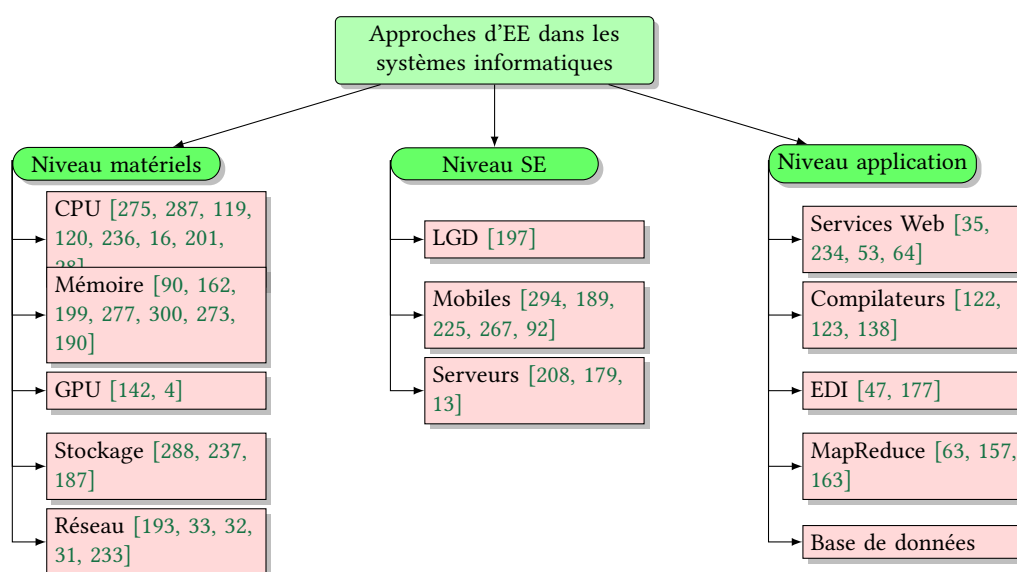 Approches d'EE dans les
systèmes informatiques
Niveau matériels
CPU [275, 287, 119,
120, 236, 16, 201,
Mémoire [90, 162,
199, 277, 300, 273,
190]
GPU [142, 4]
Stockage [288, 237,
187]
Réseau [193, 33, 32,
31, 233]
Niveau SE
LGD [197]
Mobiles [294, 189,
225, 267, 92]
Serveurs [208, 179,
13]
Niveau application
Services Web [35,
234, 53, 64]
Compilateurs [122,
123, 138]
EDI [47, 177]
MapReduce [63, 157,
163]
Base de données